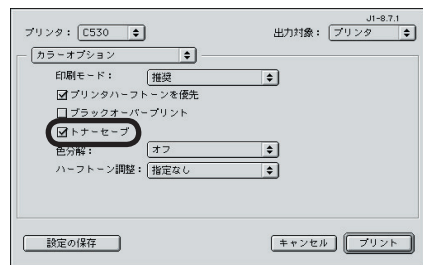 J1-8.7.1
プリンタ： C530 出力対象： プリンタ
カラーオプション
印刷モード： 推奨
プリンタハーフトーンを優先
ブラックオーバープリント
トナーセーブ
色分解： オフ
ハーフトーン調整： 指定なし
設定の保存 キャンセル プリント